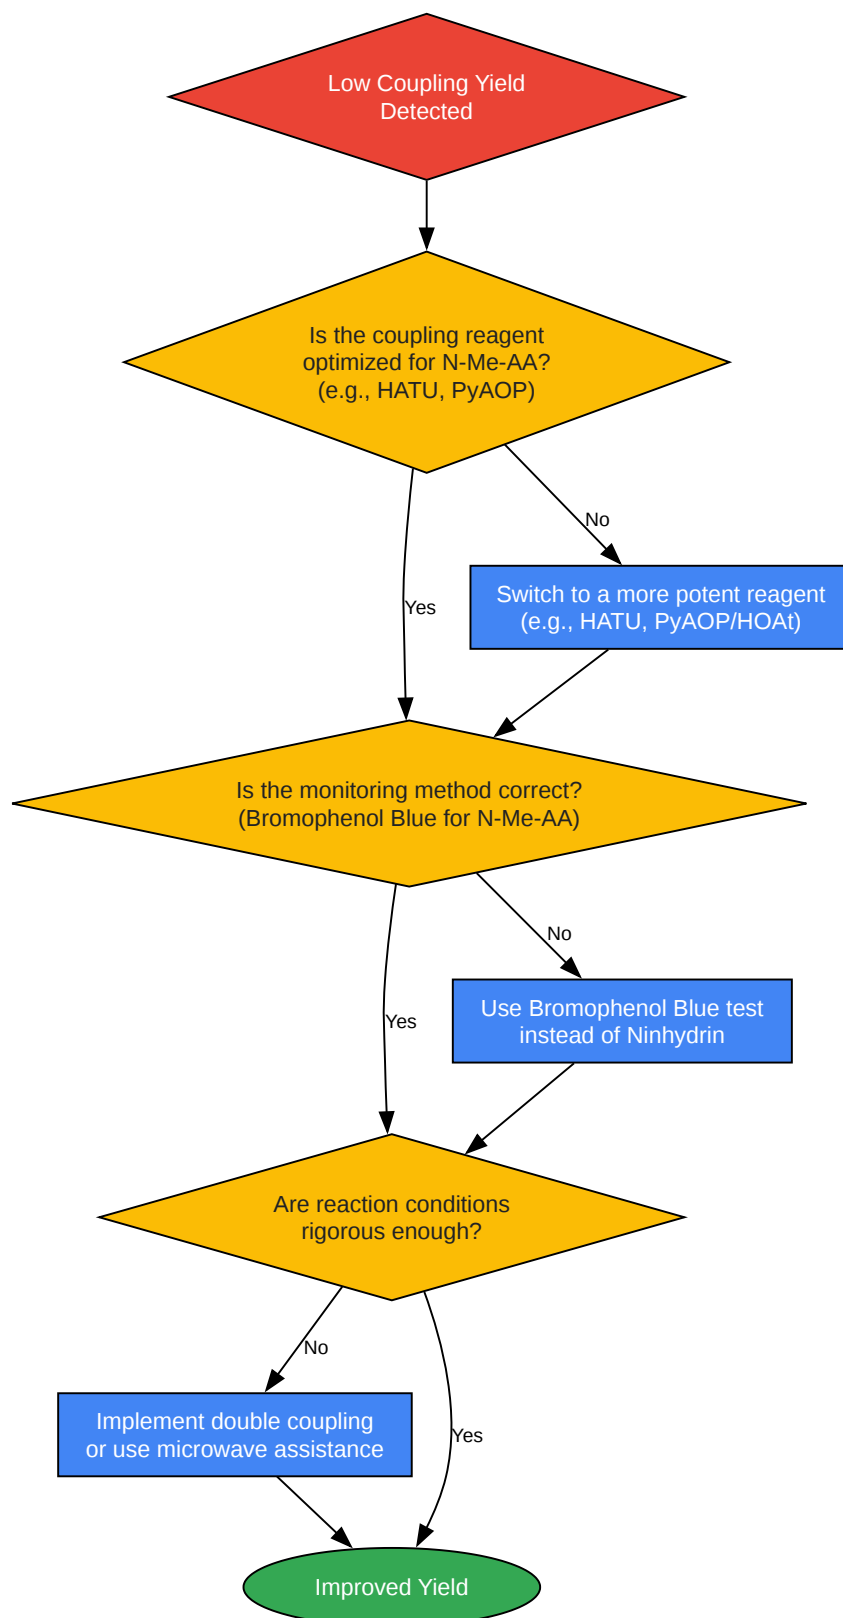 Low Coupling Yield
Detected
Is the coupling reagent
optimized for N-Me-AA?
(e.g., HATU, PyAOP)
No
Switch to a more potent reagent
(e.g., HATU, PyAOP/HOAt)
Yes
Is the monitoring method correct?
(Bromophenol Blue for N-Me-AA)
No
Use Bromophenol Blue test
instead of Ninhydrin
Yes
Are reaction conditions
rigorous enough?
No
Implement double coupling
or use microwave assistance
Yes
Improved Yield